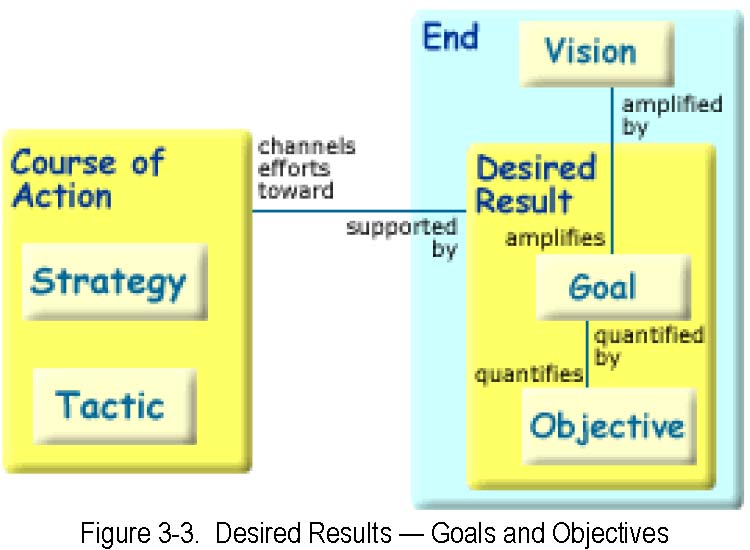 End
Vision
amplified
by
channels
efforts
toward
Course of
Action
Desired
Result
supported
by
amplifies
Strategy
Goal
quantified
by
quantifies
Tactic
Objective
Figure 3-3. Desired Results — Goals and Objectives